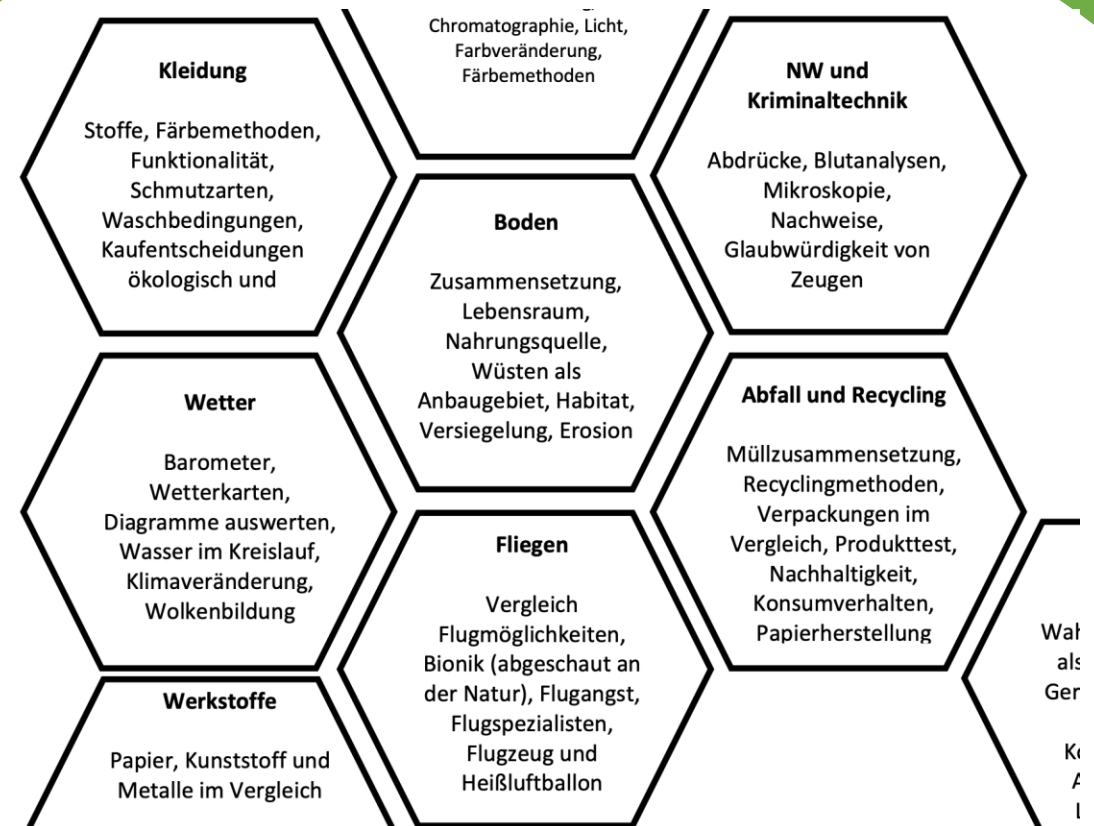 Chromatographie, Licht,
Farbveränderung,
Färbemethoden
Kleidung
Stoffe, Färbemethoden,
Funktionalität,
Schmutzarten,
Waschbedingungen,
Kaufentscheidungen
ökologisch und
NW und
Kriminaltechnik
Abdrücke, Blutanalysen,
Mikroskopie,
Nachweise,
Glaubwürdigkeit von
Zeugen
Boden
Zusammensetzung,
Lebensraum,
Nahrungsquelle,
Wüsten als
Anbaugebiet, Habitat,
Versiegelung, Erosion
Wetter
Barometer,
Wetterkarten,
Diagramme auswerten,
Wasser im Kreislauf,
Klimaveränderung,
Wolkenbildung
Abfall und Recycling
Müllzusammensetzung,
Recyclingmethoden,
Verpackungen im
Vergleich, Produkttest,
Nachhaltigkeit,
Konsumverhalten,
Papierherstellung
Fliegen
Vergleich
Flugmöglichkeiten,
Bionik (abgeschaut an
der Natur), Flugangst,
Flugspezialisten,
Flugzeug und
Heißluftballon
Werkstoffe
Papier, Kunststoff und
Metalle im Vergleich